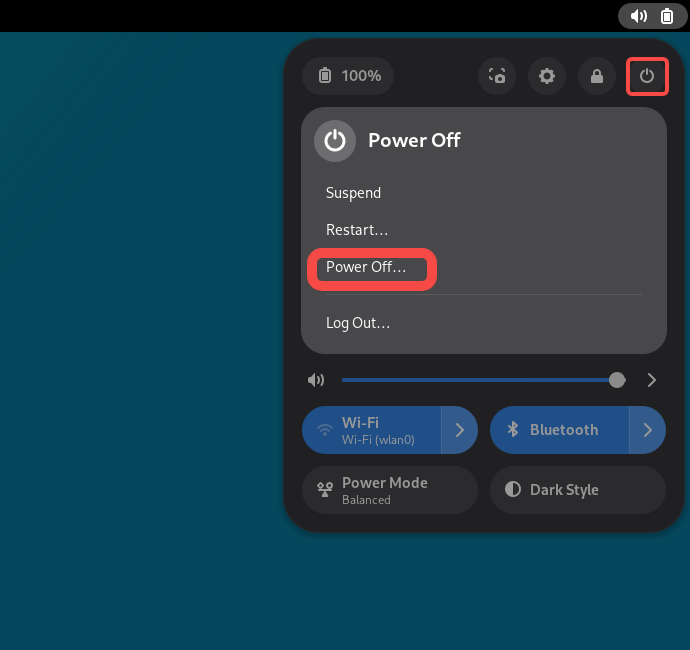 100%
Power Off
Suspend
Restart…
Power Off…
Log Out…
Wi-Fi
Wi-Fi (wlan0)
Bluetooth
Power Mode
Balanced
Dark Style